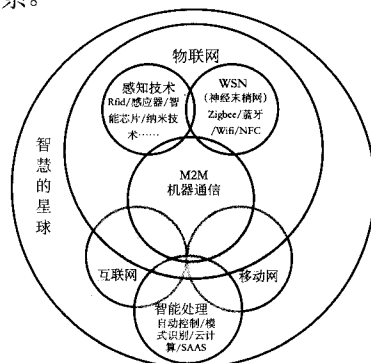 系。
物联网
感知技术
Rfid/感应器/智
能芯片/纳米技
术……
WSN
（神经末梢网）
Zigbee/蓝牙
/Wifi/NFC
智慧的星球
M2M
机器通信
互联网
移动网
智能处理
自动控制/模
式识别/云计
算/SAAS